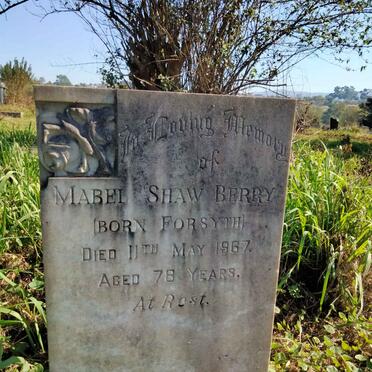 In Loving Memory
of
MABEL SHAW BERRY
(BORN FORSYTH)
DIED 11TH MAY 1967.
AGED 78 YEARS.
At Rest.